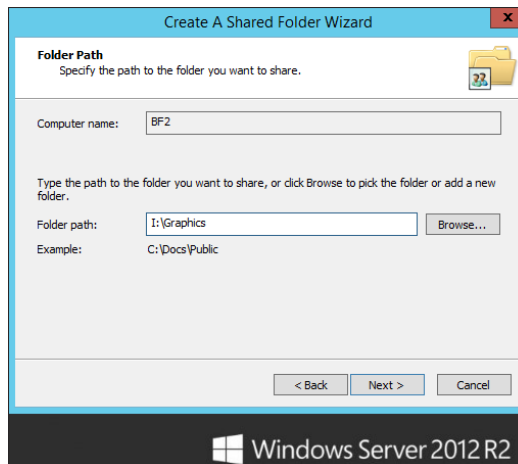 Create A Shared Folder Wizard
x
Folder Path
Specify the path to the folder you want to share.
Computer name:
BF2
Type the path to the folder you want to share, or click Browse to pick the folder or add a new
folder.
Folder path:
I:\Graphics
Browse...
Example:
C:\Docs\Public
< Back
Next >
Cancel
Windows Server 2012 R2